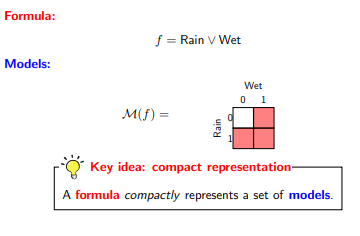 Formula:
f = Rain ∨ Wet
Models:
Wet
0 1
M(f) =
Rain
0
1
Key idea: compact representation
A formula compactly represents a set of models.